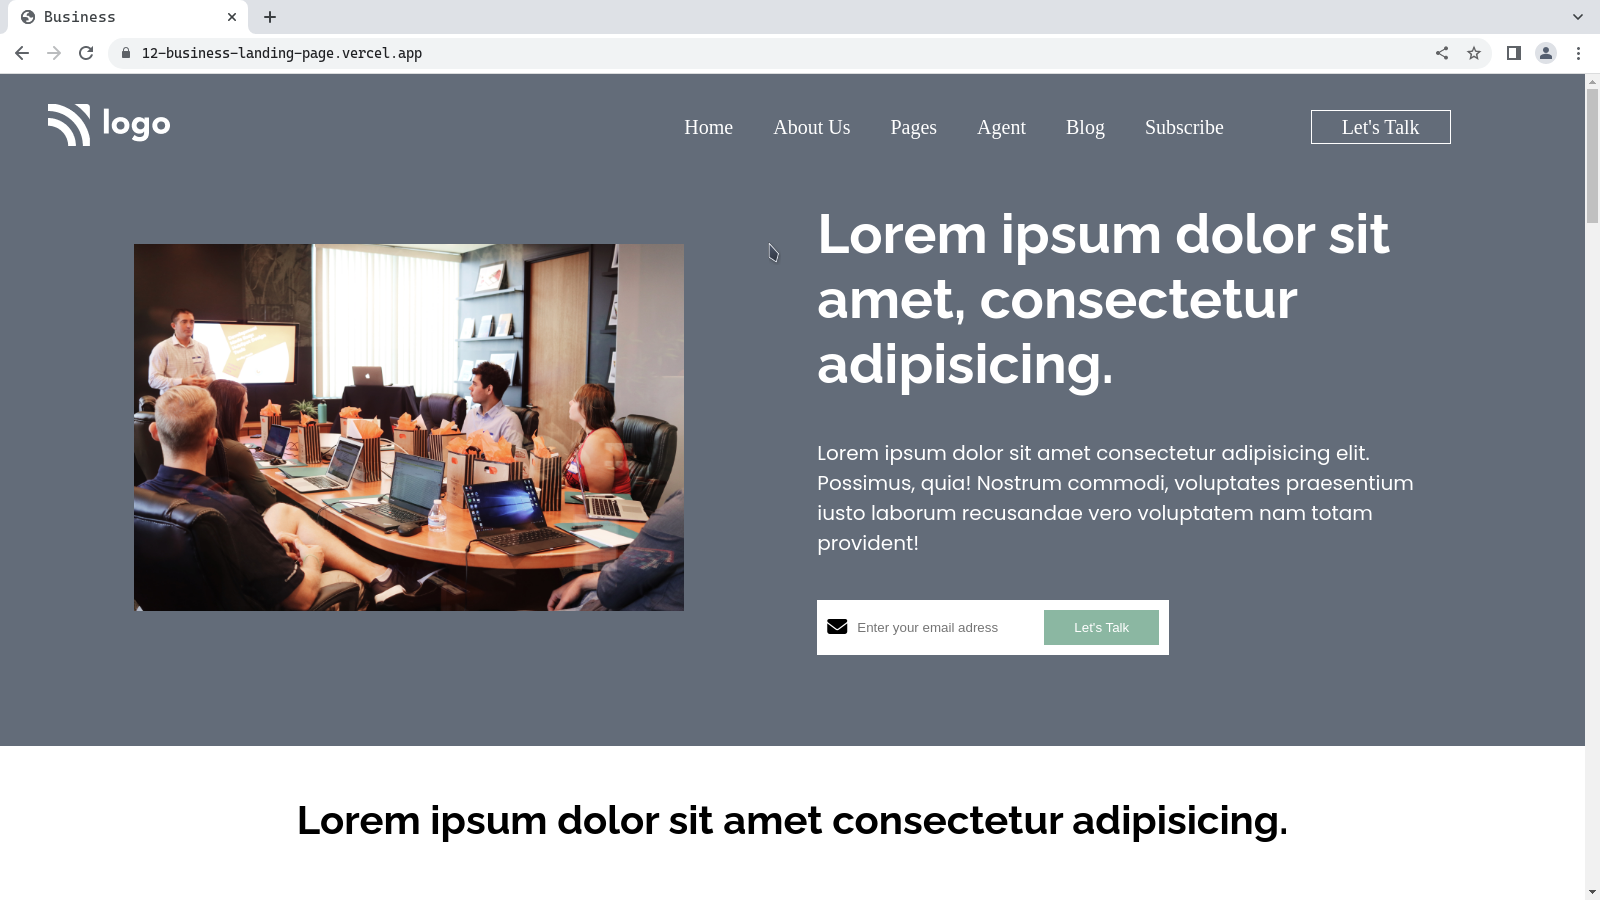 Business
12-business-landing-page.vercel.app
logo
Home About Us Pages Agent Blog Subscribe Let's Talk
Lorem ipsum dolor sit
amet, consectetur
adipisicing.
Lorem ipsum dolor sit amet consectetur adipisicing elit.
Possimus, quia! Nostrum commodi, voluptates praesentium
iusto laborum recusandae vero voluptatem nam totam
provident!
Enter your email adress Let's Talk
Lorem ipsum dolor sit amet consectetur adipisicing.